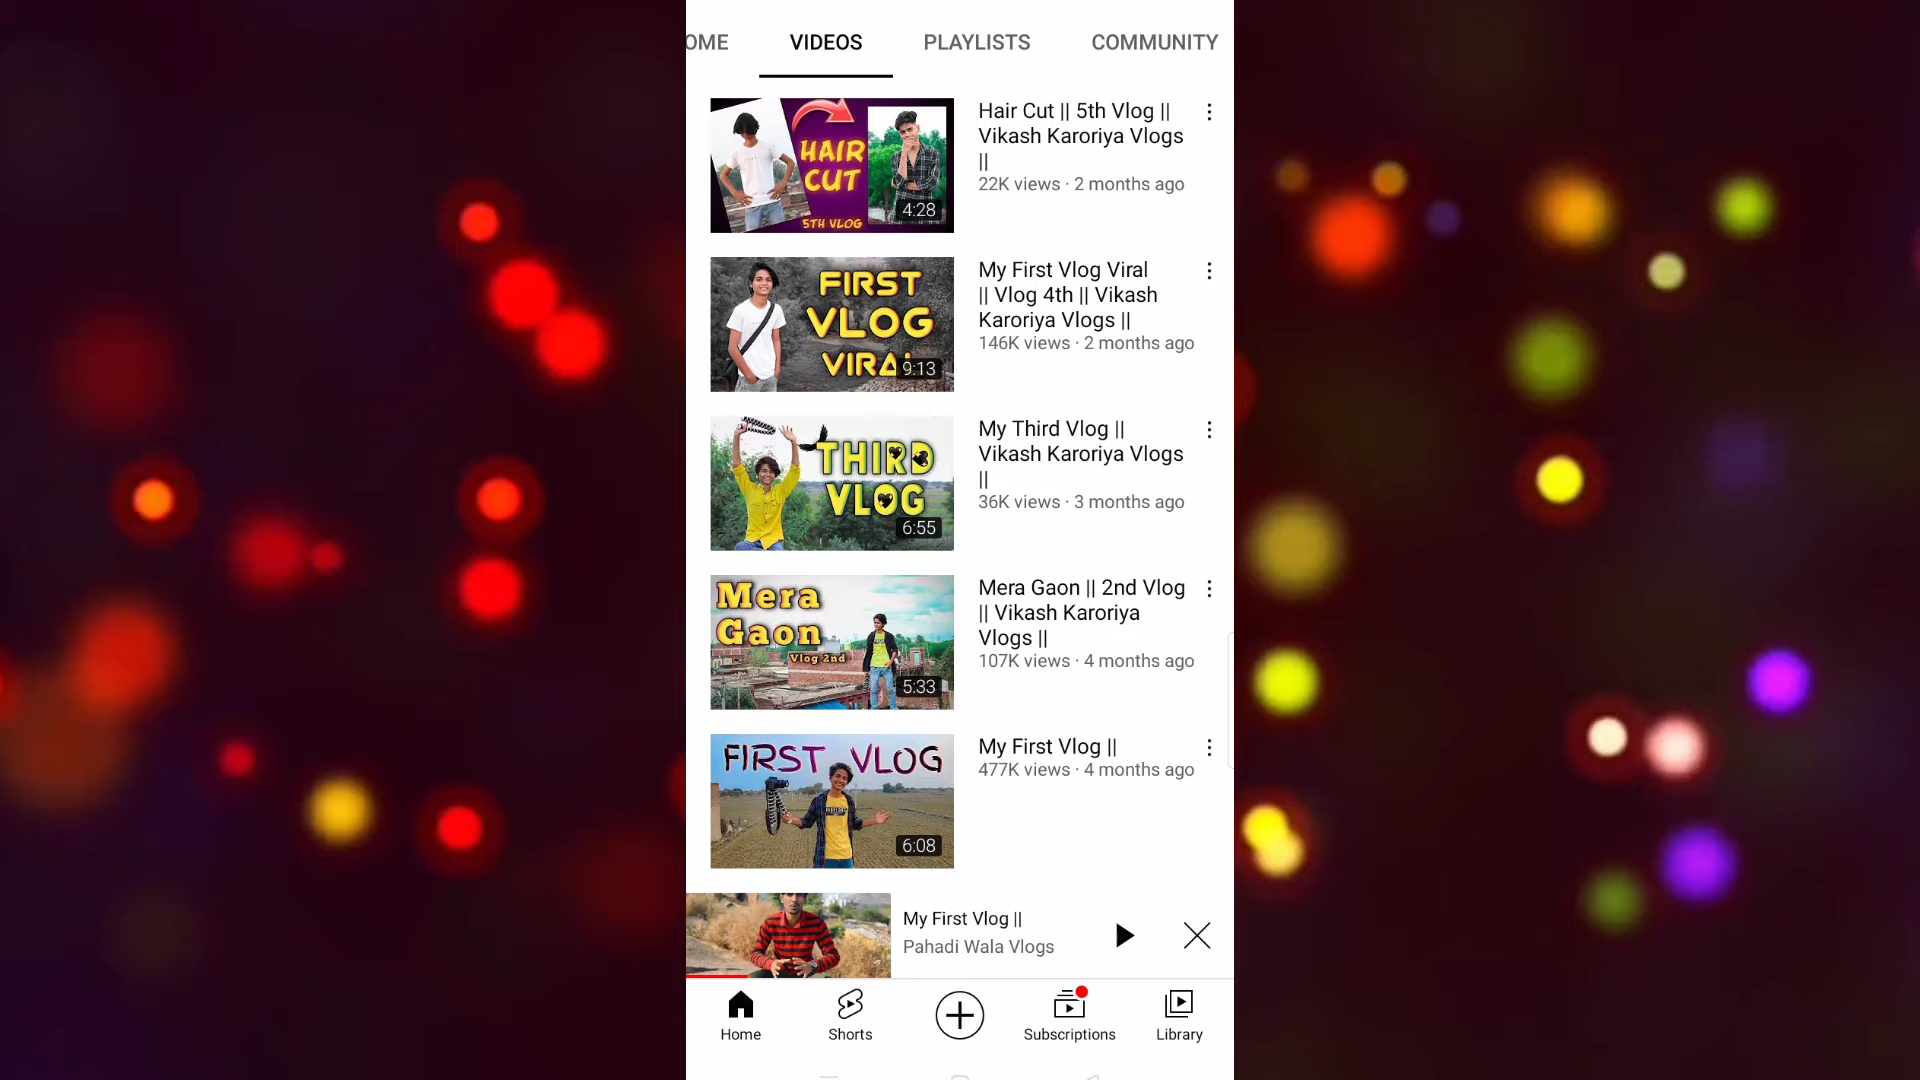 OME VIDEOS PLAYLISTS COMMUNITY
HAIR
CUT
5TH VLOG
4:28
Hair Cut || 5th Vlog ||
Vikash Karoriya Vlogs
||
22K views · 2 months ago
FIRST
VLOG
VIRAL
9:13
My First Vlog Viral
|| Vlog 4th || Vikash
Karoriya Vlogs ||
146K views · 2 months ago
THIRD
VLOG
6:55
My Third Vlog ||
Vikash Karoriya Vlogs
||
36K views · 3 months ago
Mera
Gaon
Vlog 2nd
5:33
Mera Gaon || 2nd Vlog
|| Vikash Karoriya
Vlogs ||
107K views · 4 months ago
FIRST VLOG
6:08
My First Vlog ||
477K views · 4 months ago
My First Vlog ||
Pahadi Wala Vlogs
Home Shorts Subscriptions Library